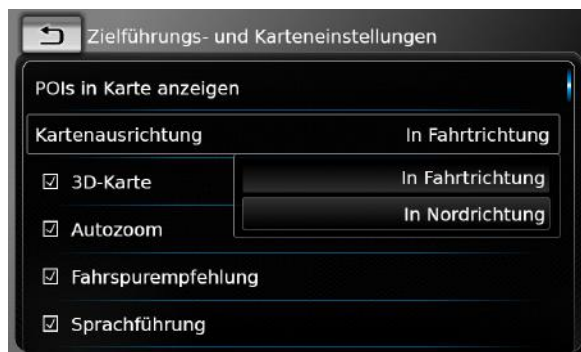 Zielführungs- und Karteneinstellungen
POIs in Karte anzeigen
Kartenausrichtung In Fahrtrichtung
3D-Karte In Fahrtrichtung
In Nordrichtung
Autozoom
Fahrspurempfehlung
Sprachführung